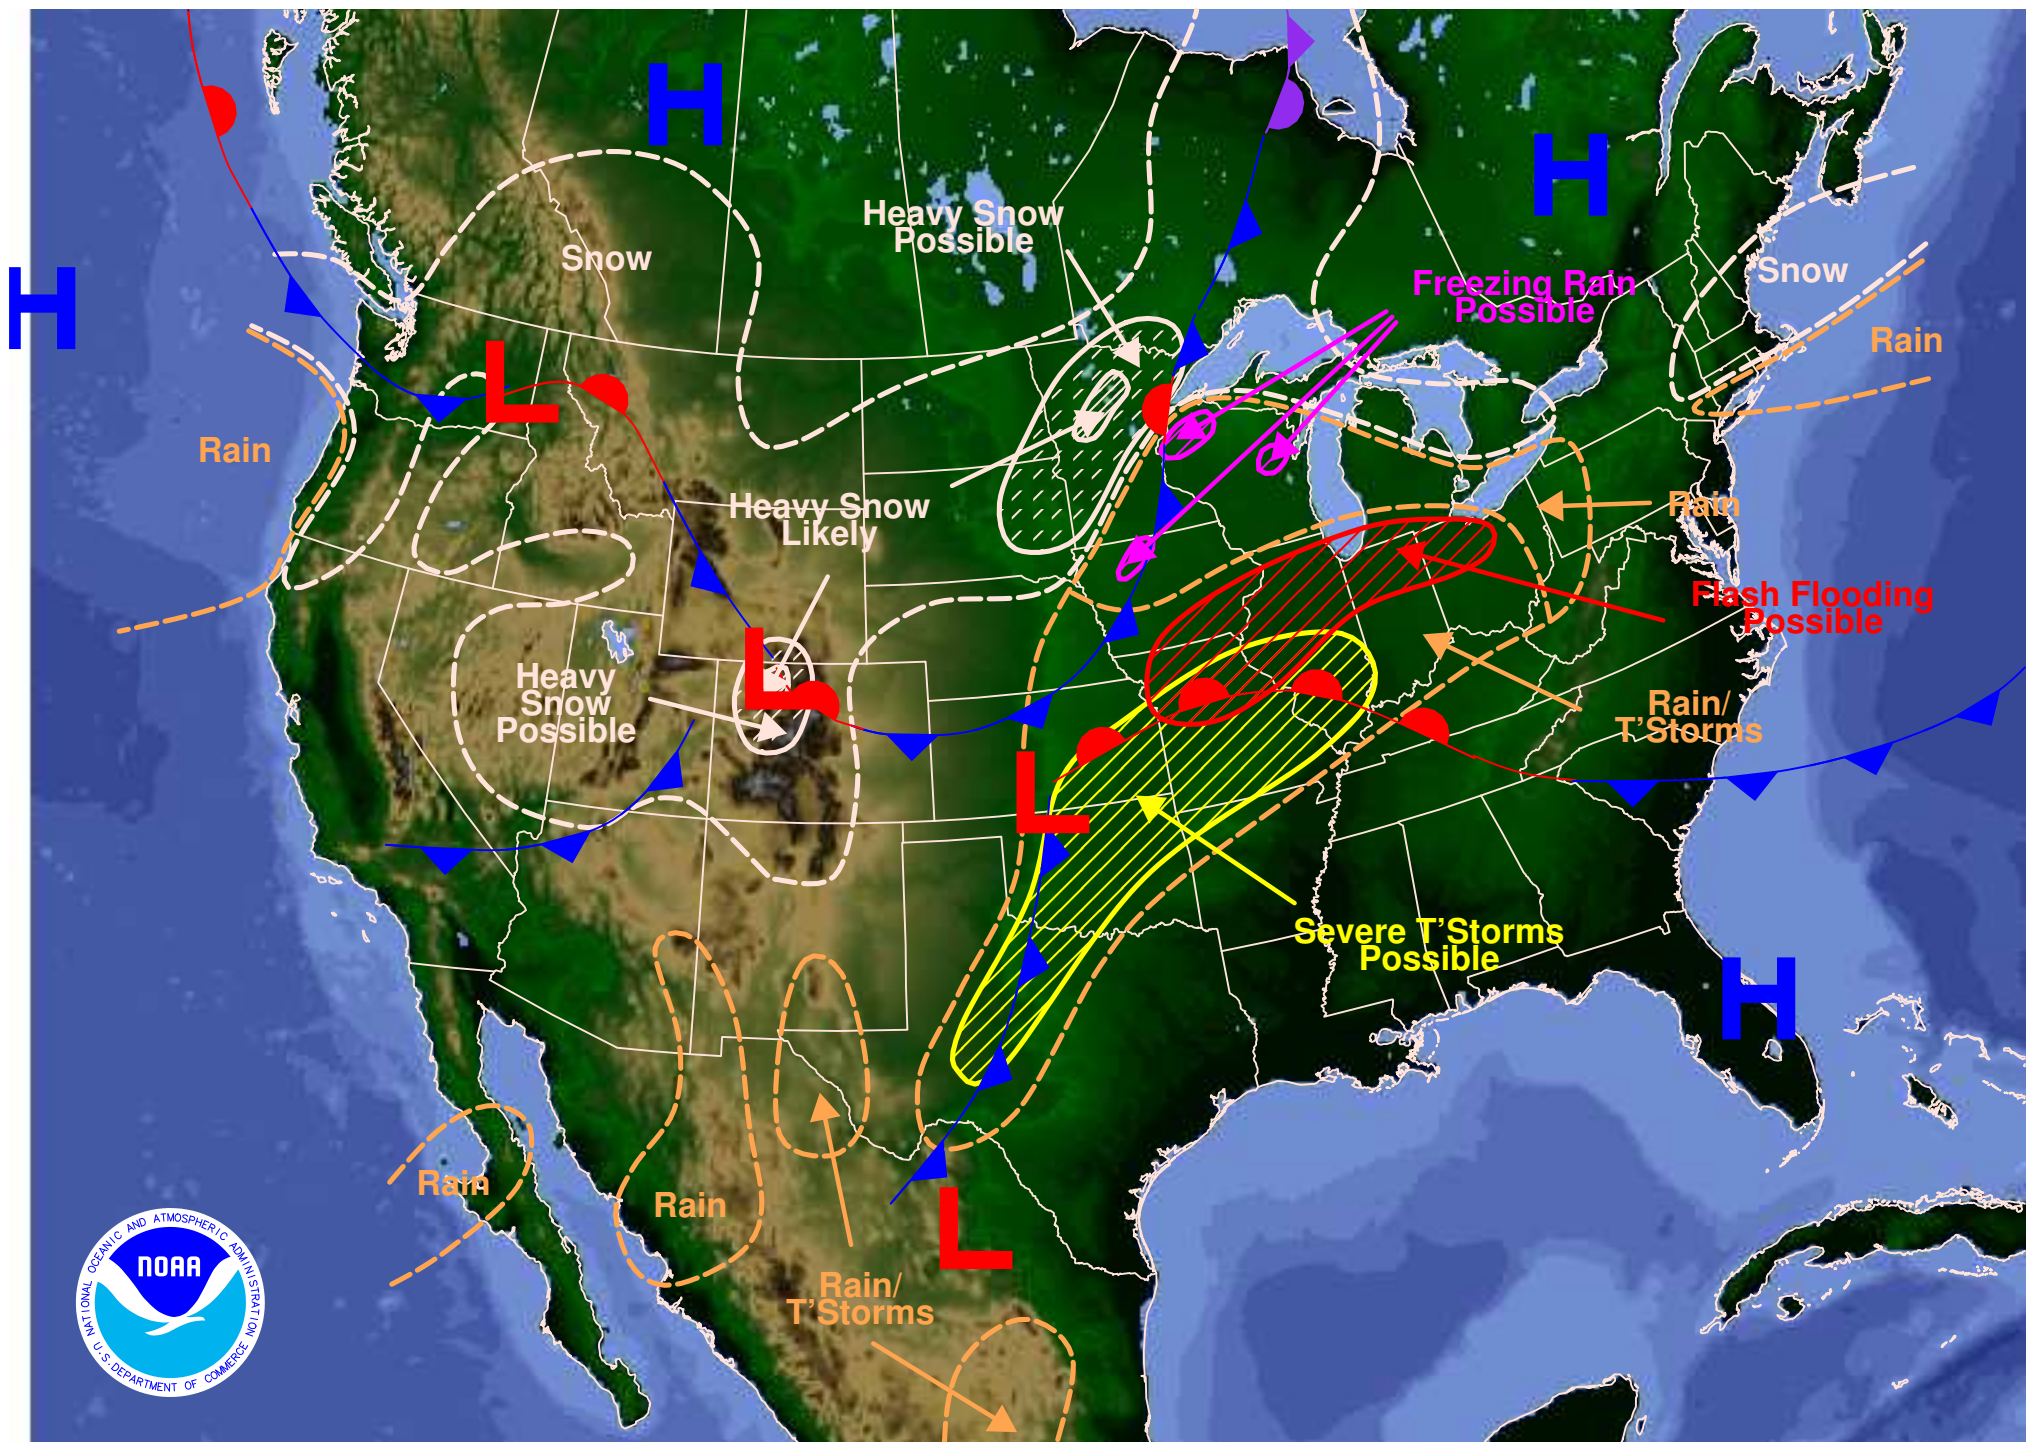 H
H
H
Heavy Snow
Possible
Snow
Snow
H
Freezing Rain
Possible
Rain
L
Rain
Heavy Snow
Likely
Rain
Flash Flooding
Possible
L
Heavy
Snow
Possible
Rain/
T'Storms
L
Severe T'Storms
Possible
H
Rain
Rain
L
Rain/
T'Storms
NATIONAL OCEANIC AND ATMOSPHERIC ADMINISTRATION
NOAA
U.S. DEPARTMENT OF COMMERCE